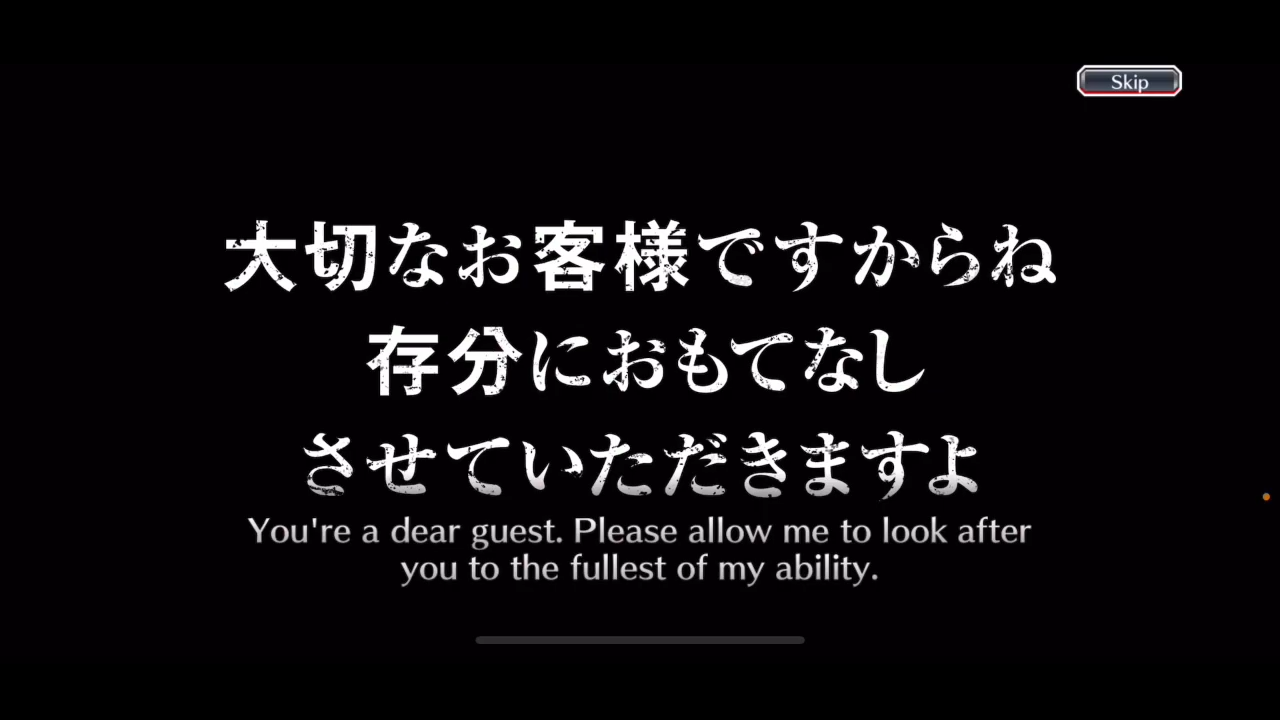 Skip
大切なお客様ですからね
存分におもてなし
させていただきますよ
You're a dear guest. Please allow me to look after
you to the fullest of my ability.